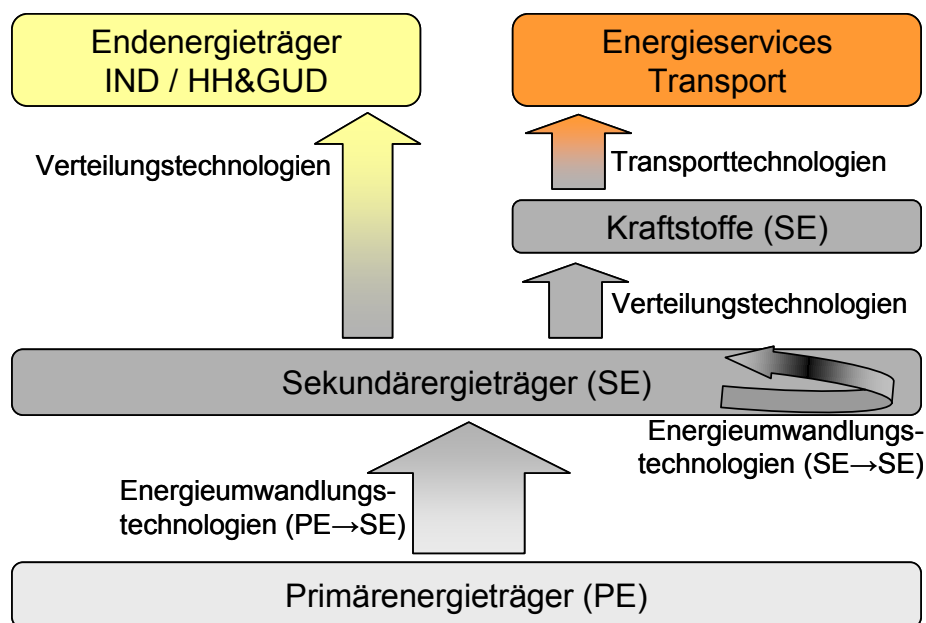 Endenergieträger
IND / HH&GUD
Energieservices
Transport
Verteilungstechnologien
Transporttechnologien
Kraftstoffe (SE)
Verteilungstechnologien
Sekundärergieträger (SE)
Energieumwandlungs-
technologien (SE→SE)
Energieumwandlungs-
technologien (PE→SE)
Primärenergieträger (PE)